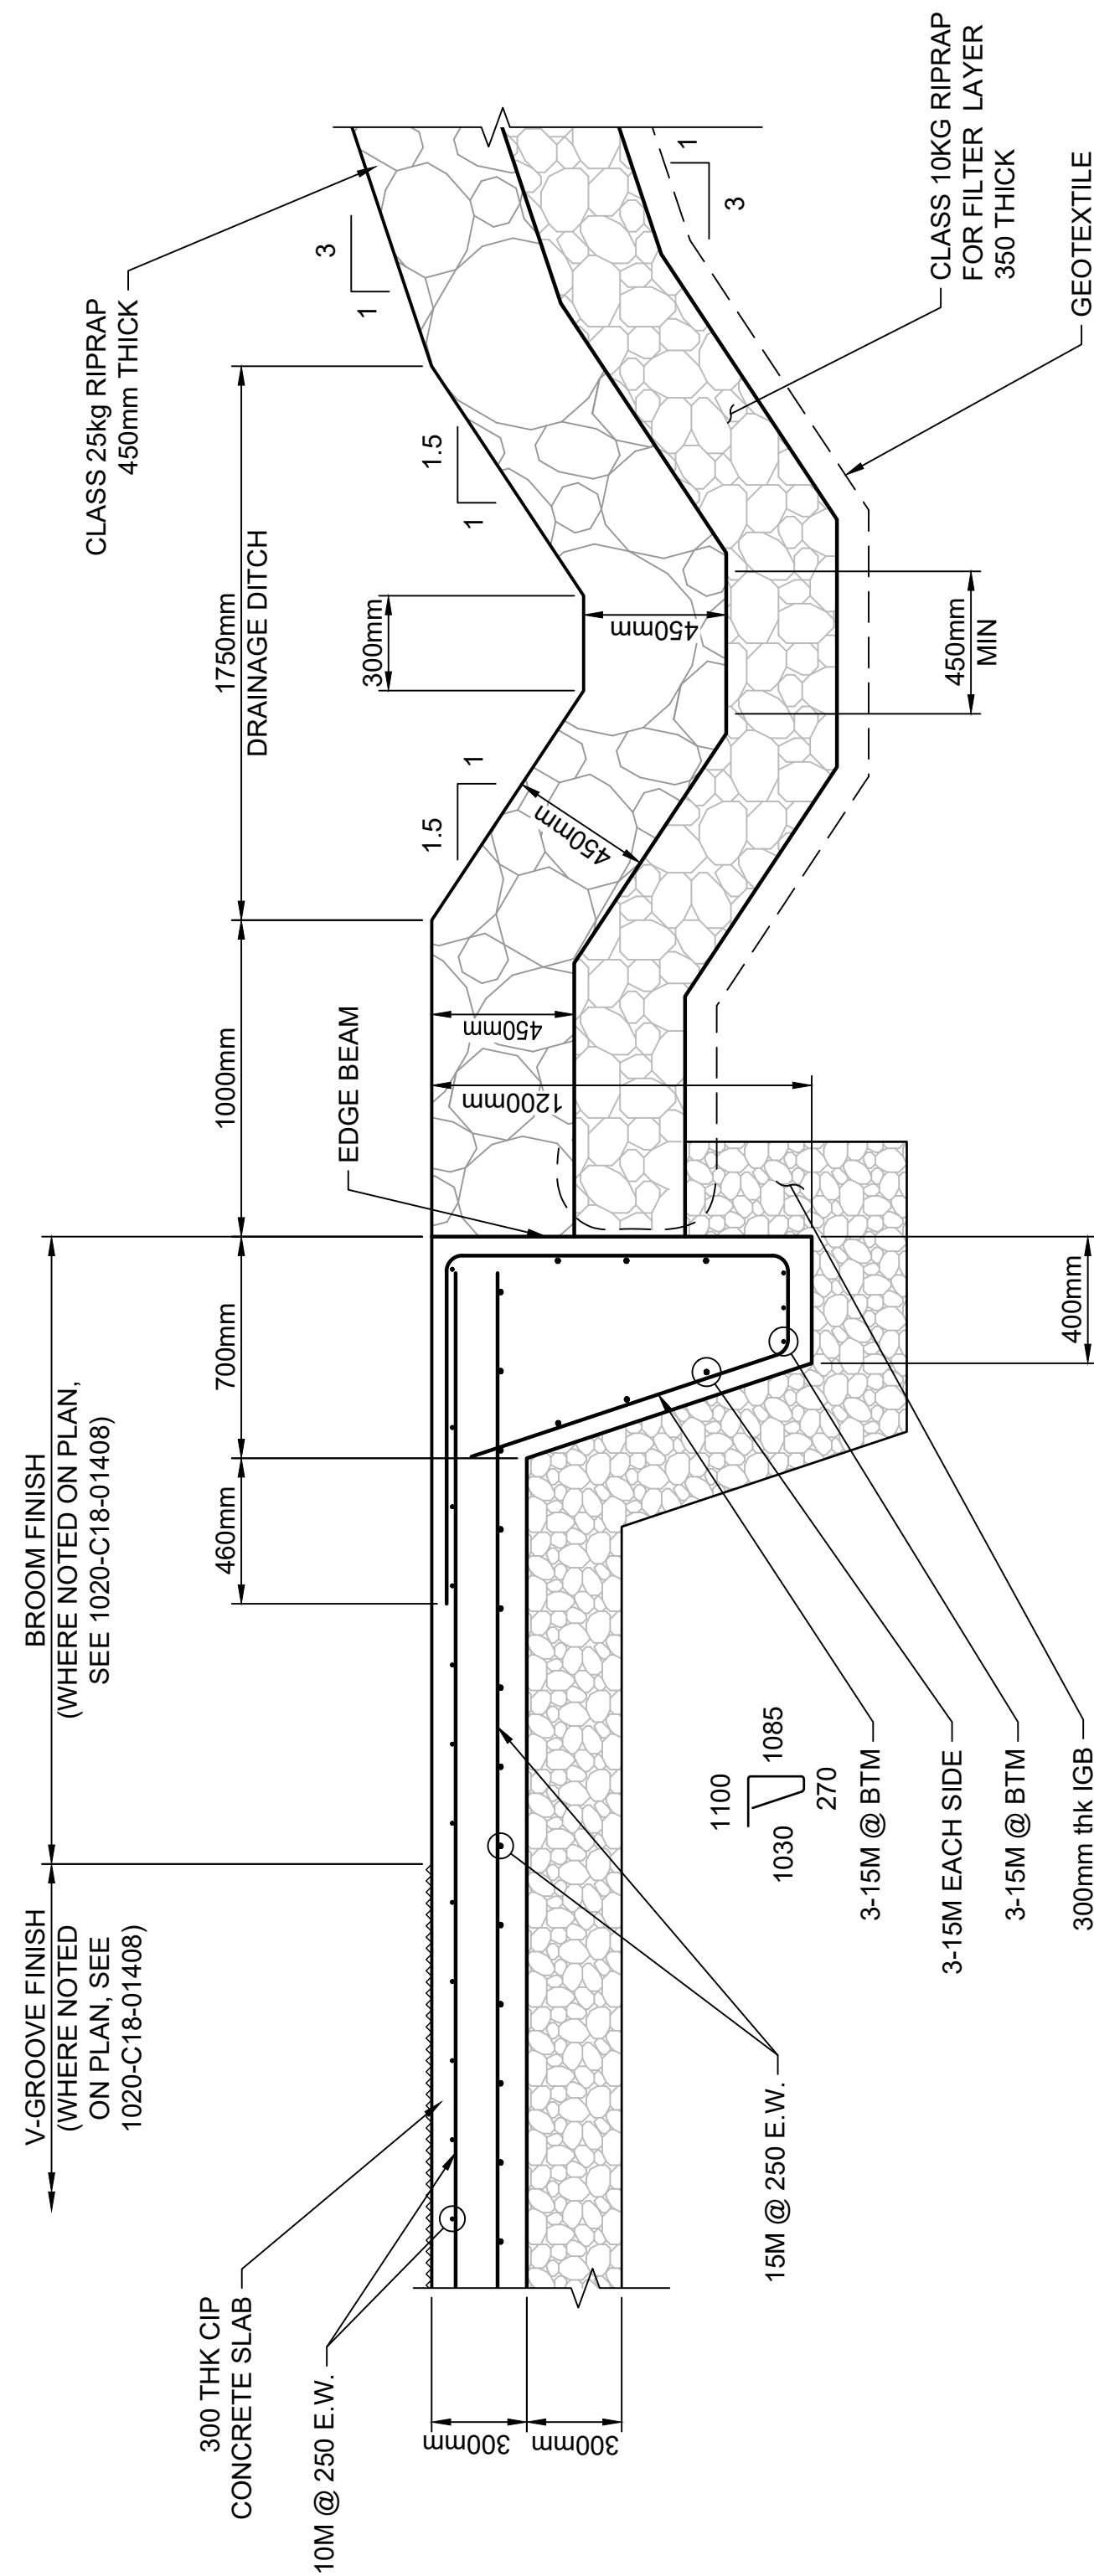 V-GROOVE FINISH
(WHERE NOTED
ON PLAN, SEE
1020-C18-01408)
BROOM FINISH
(WHERE NOTED ON PLAN,
SEE 1020-C18-01408)
300 THK CIP
CONCRETE SLAB
10M @ 250 E.W.
460mm
700mm
1000mm
1750mm
DRAINAGE DITCH
CLASS 25kg RIPRAP
450mm THICK
EDGE BEAM
300mm
1.5
1
1.5
1
3
1
300mm
300mm
1200mm
450mm
450mm
450mm
1
3
15M @ 250 E.W.
1100
1085
1030
270
3-15M @ BTM
3-15M EACH SIDE
3-15M @ BTM
300mm thk IGB
400mm
450mm
MIN
CLASS 10KG RIPRAP
FOR FILTER LAYER
350 THICK
GEOTEXTILE